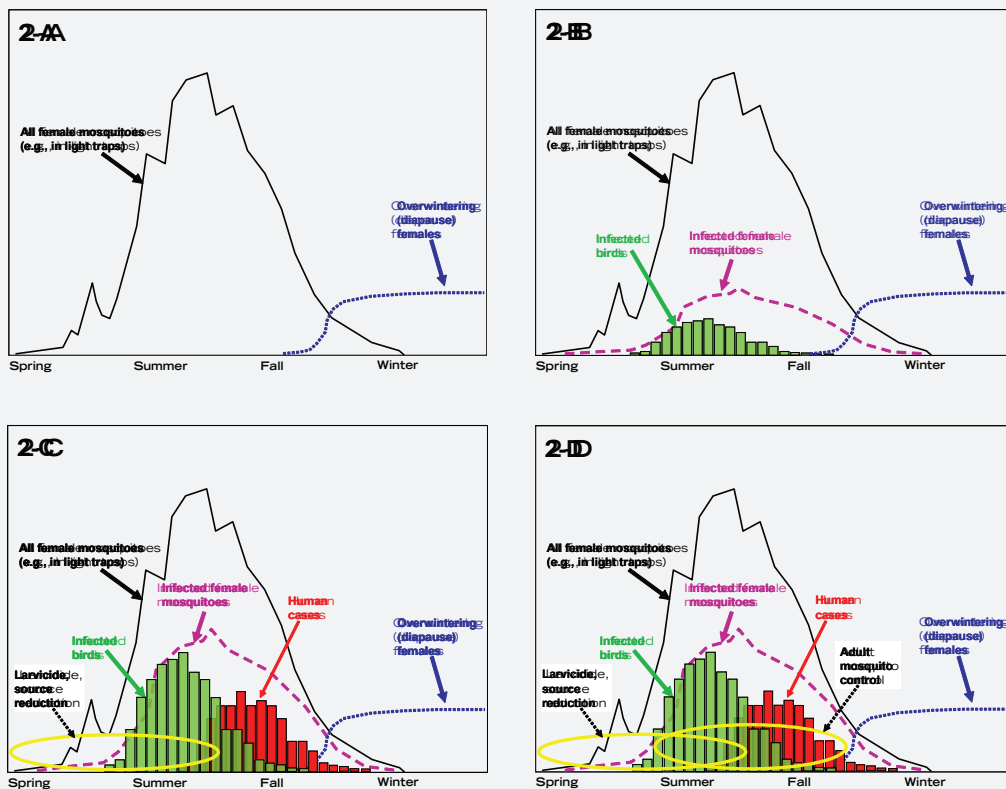 2-A
All female mosquitoes
(e.g., in light traps)
Overwintering
(diapause)
females
Spring Summer Fall Winter
2-B
All female mosquitoes
(e.g., in light traps)
Infected
birds
Infected female
mosquitoes
Overwintering
(diapause)
females
Spring Summer Fall Winter
2-C
All female mosquitoes
(e.g., in light traps)
Infected female
mosquitoes
Human
cases
Infected
birds
Overwintering
(diapause)
females
Larvicide,
source
reduction
Spring Summer Fall Winter
2-D
All female mosquitoes
(e.g., in light traps)
Infected female
mosquitoes
Human
cases
Infected
birds
Overwintering
(diapause)
females
Adult
mosquito
control
Larvicide,
source
reduction
Spring Summer Fall Winter